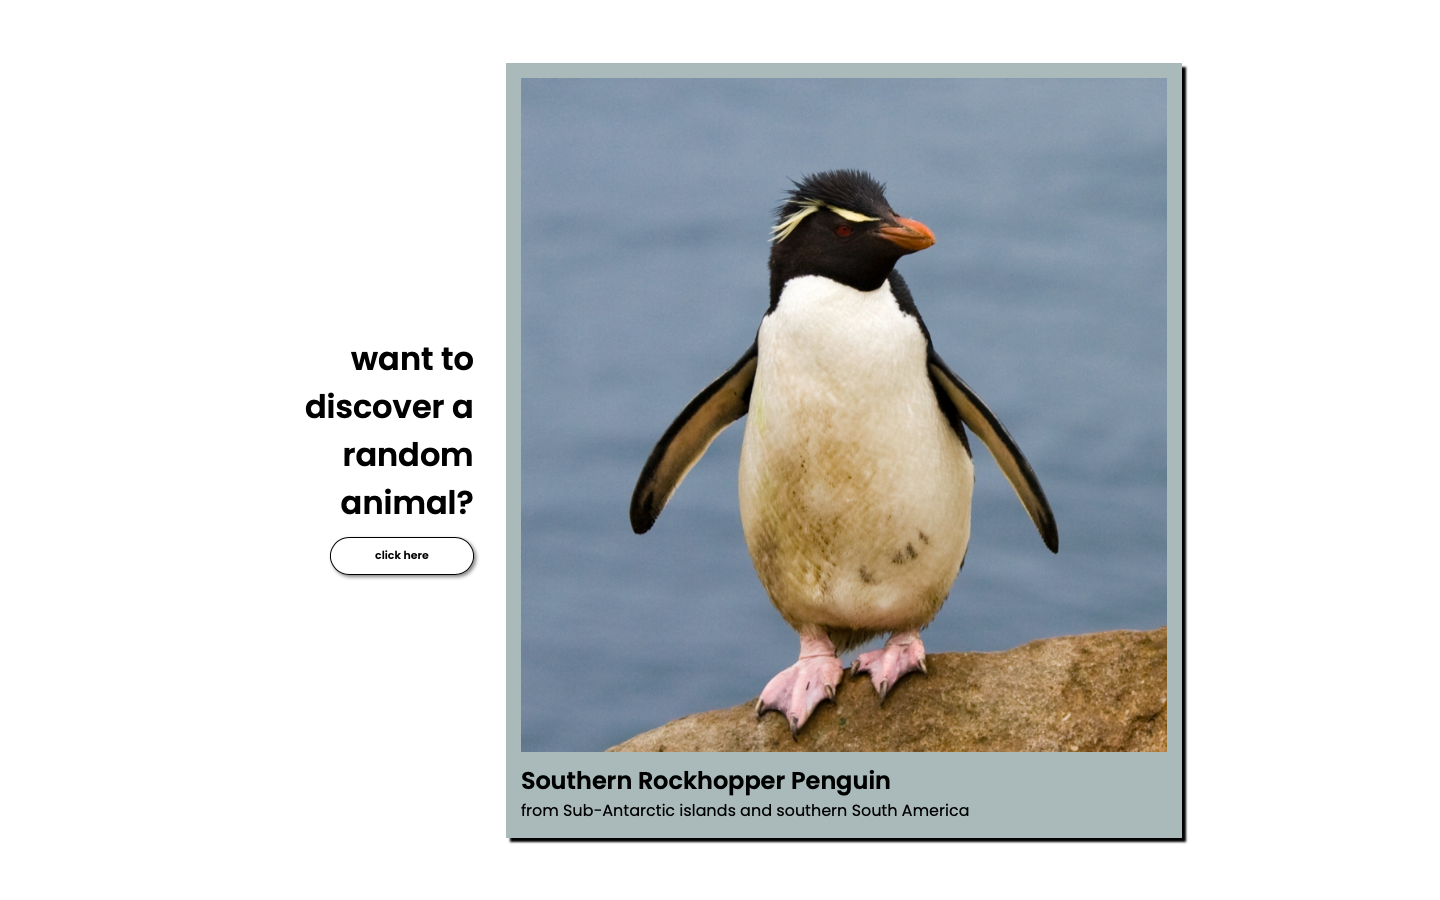 want to
discover a
random
animal?
click here
Southern Rockhopper Penguin
from Sub-Antarctic islands and southern South America